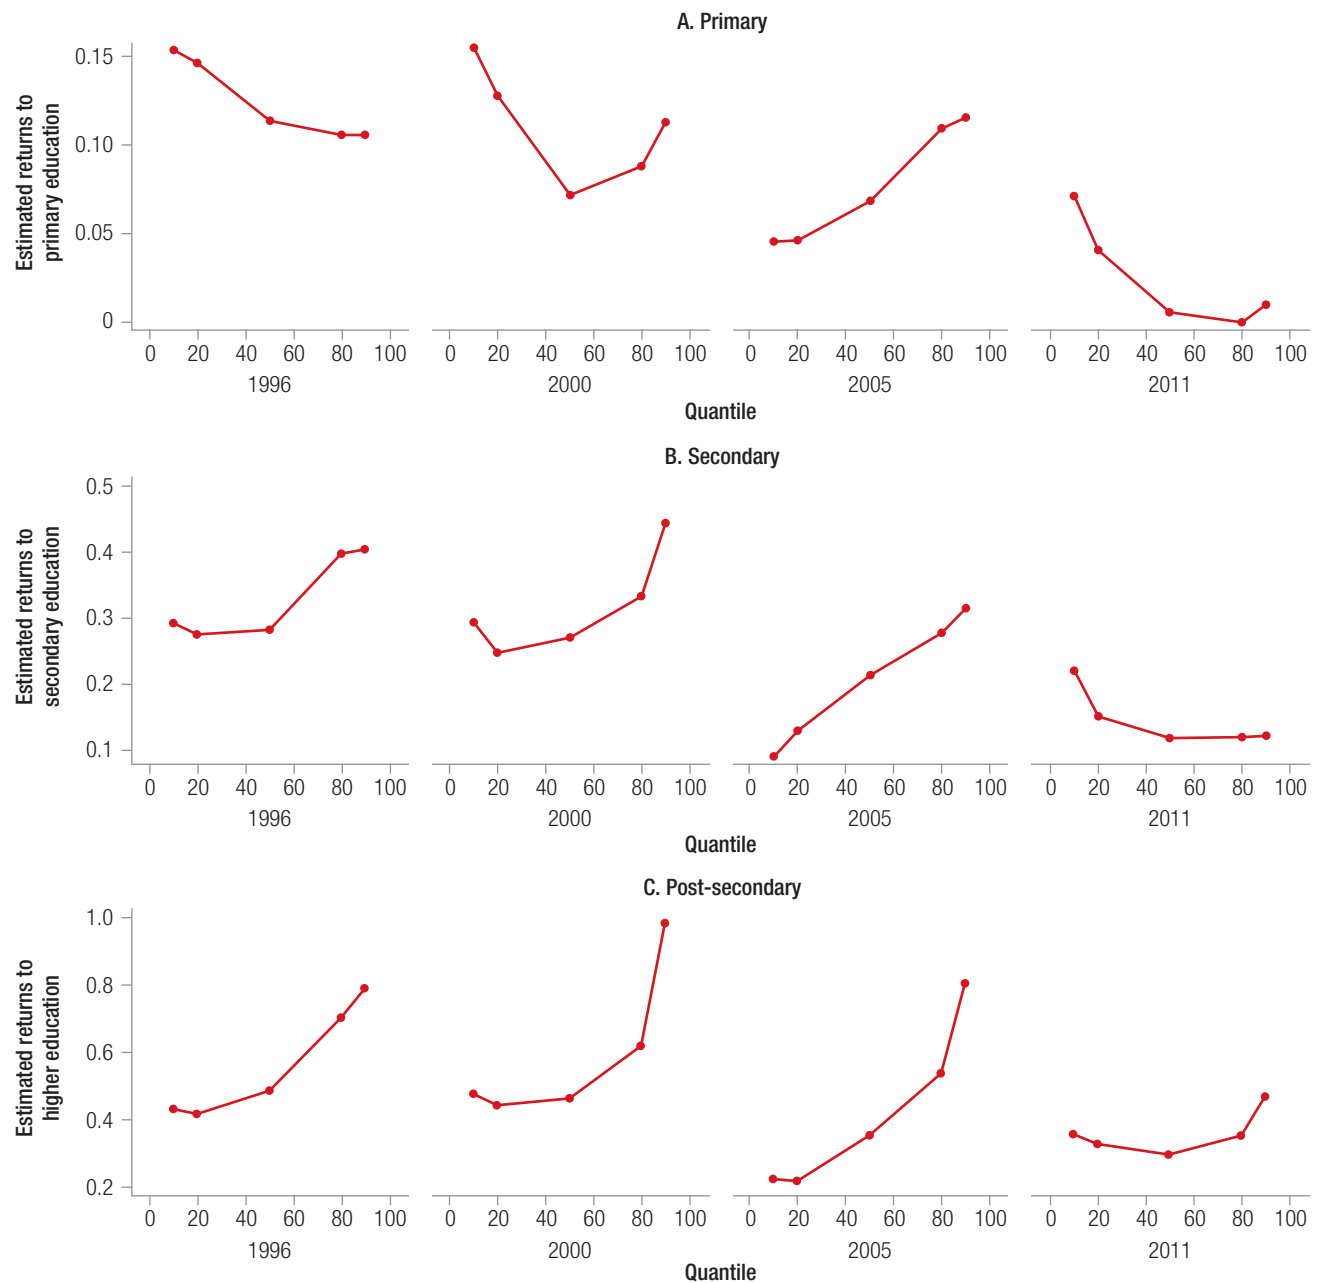 A. Primary
Estimated returns to
primary education
0.15
0.10
0.05
0
0 20 40 60 80 100 0 20 40 60 80 100 0 20 40 60 80 100 0 20 40 60 80 100
1996 2000 2005 2011
Quantile
B. Secondary
Estimated returns to
secondary education
0.5
0.4
0.3
0.2
0.1
0 20 40 60 80 100 0 20 40 60 80 100 0 20 40 60 80 100 0 20 40 60 80 100
1996 2000 2005 2011
Quantile
C. Post-secondary
Estimated returns to
higher education
1.0
0.8
0.6
0.4
0.2
0 20 40 60 80 100 0 20 40 60 80 100 0 20 40 60 80 100 0 20 40 60 80 100
1996 2000 2005 2011
Quantile